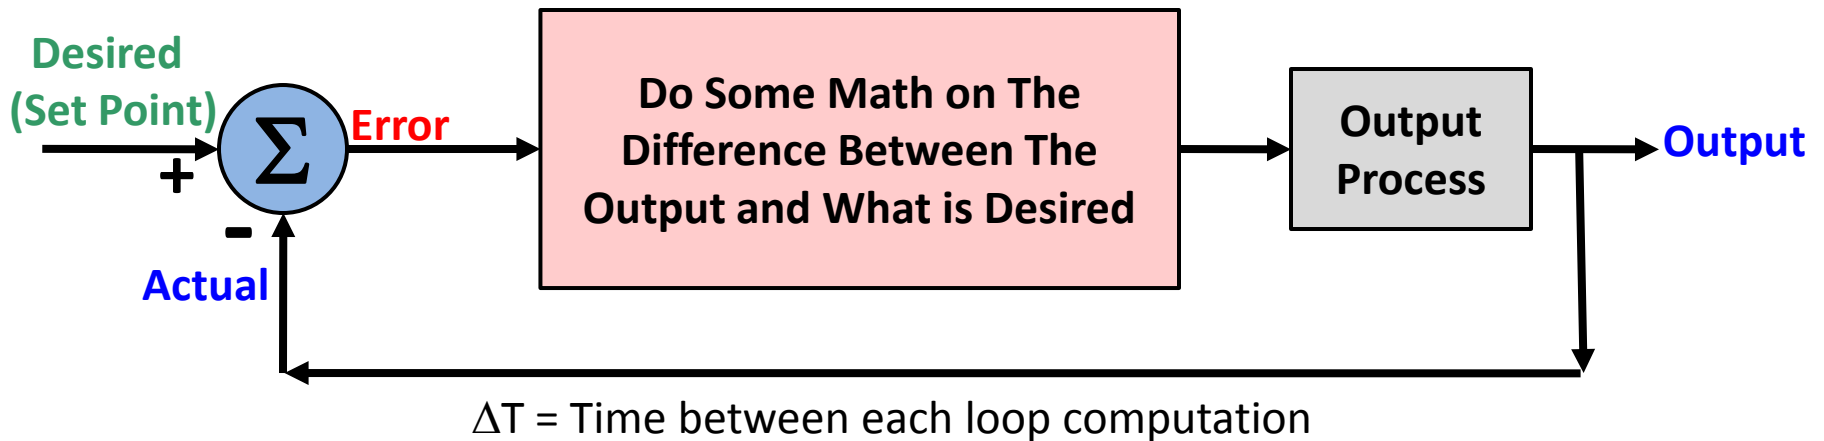 Desired
(Set Point)
+
-
Σ
Error
Actual
Do Some Math on The
Difference Between The
Output and What is Desired
Output
Process
Output
ΔT = Time between each loop computation